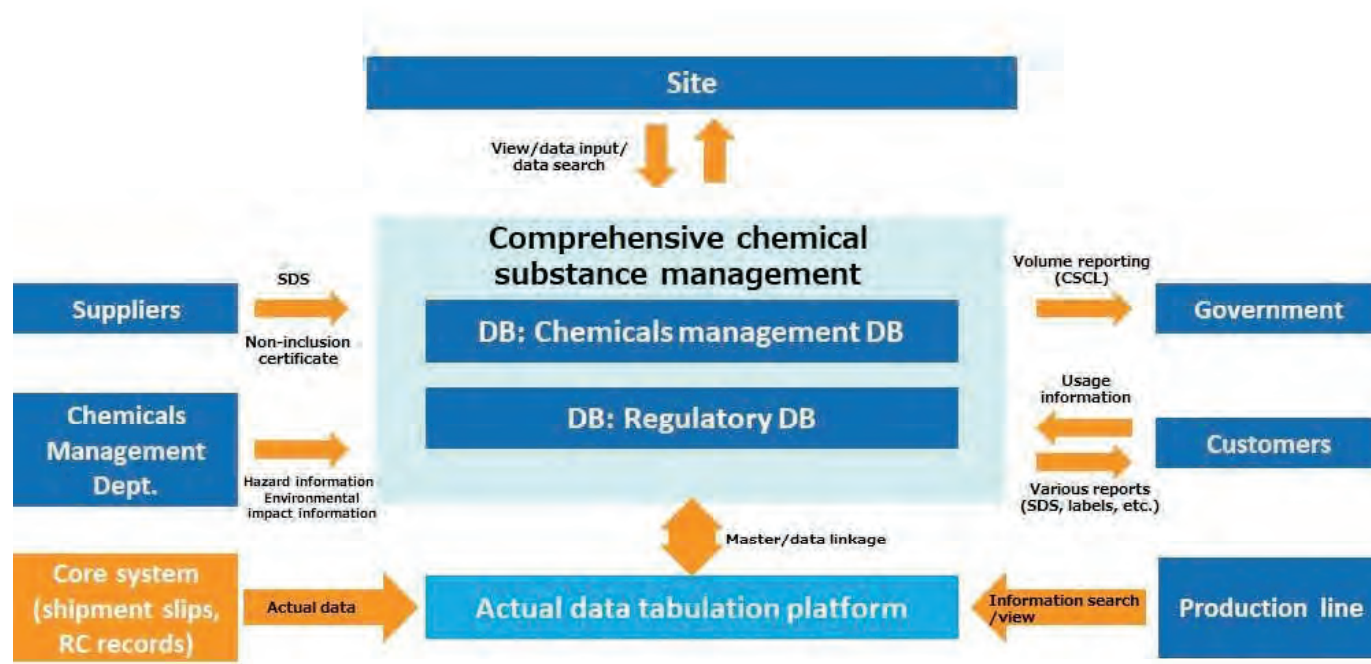 Site
View/data input/
data search
Comprehensive chemical
substance management
SDS
Suppliers
Non-inclusion
certificate
DB: Chemicals management DB
Volume reporting
(CSCL)
Government
Chemicals
Management
Dept.
Hazard information
Environmental
impact information
DB: Regulatory DB
Usage
information
Customers
Various reports
(SDS, labels, etc.)
Master/data linkage
Core system
(shipment slips,
RC records)
Actual data
Actual data tabulation platform
Information search
/view
Production line